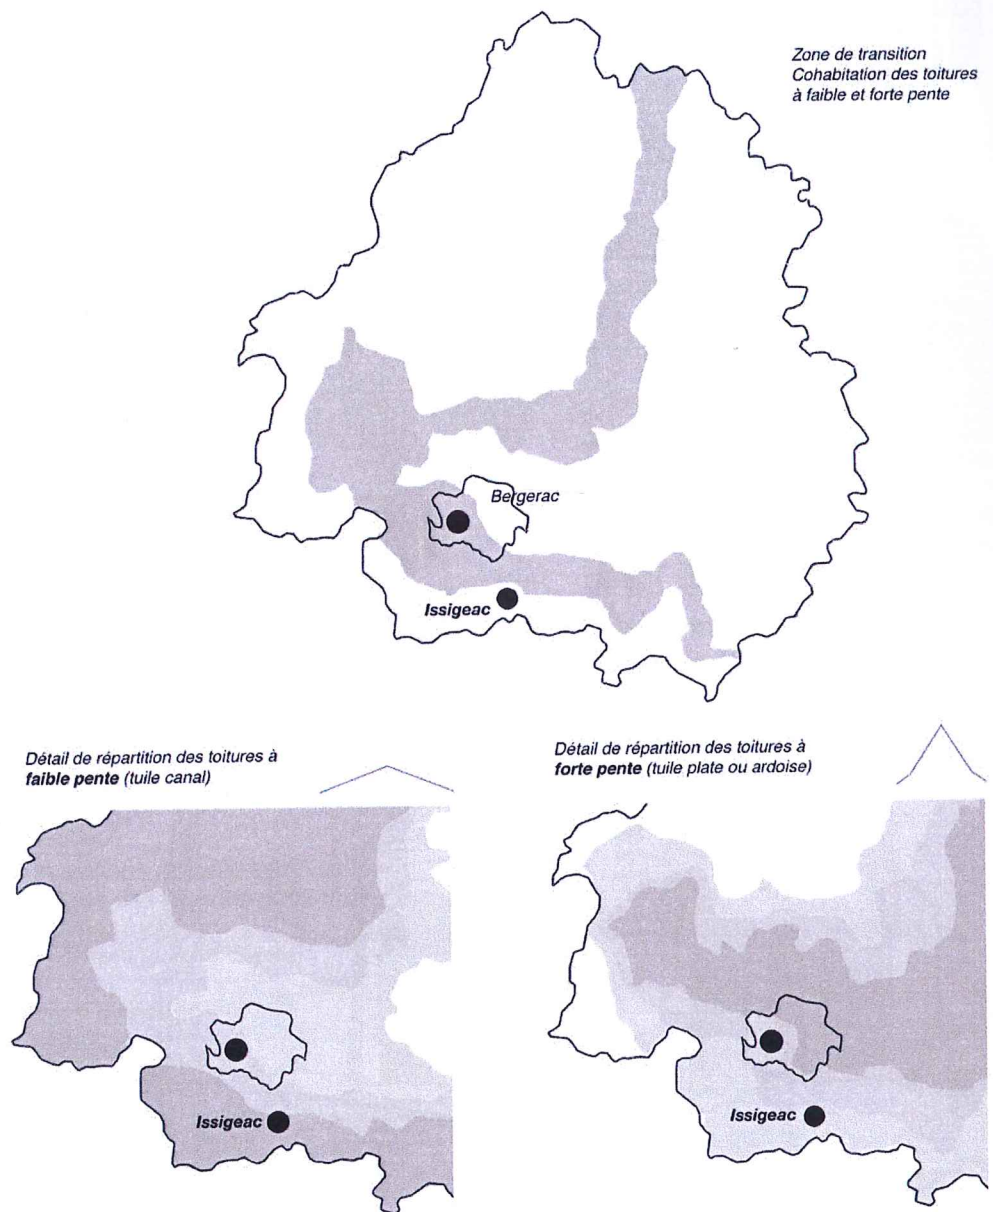 Zone de transition
Cohabitation des toitures
à faible et forte pente
Bergerac
Issigeac
Détail de répartition des toitures à
faible pente (tuile canal)
Issigeac
Détail de répartition des toitures à
forte pente (tuile plate ou ardoise)
Issigeac